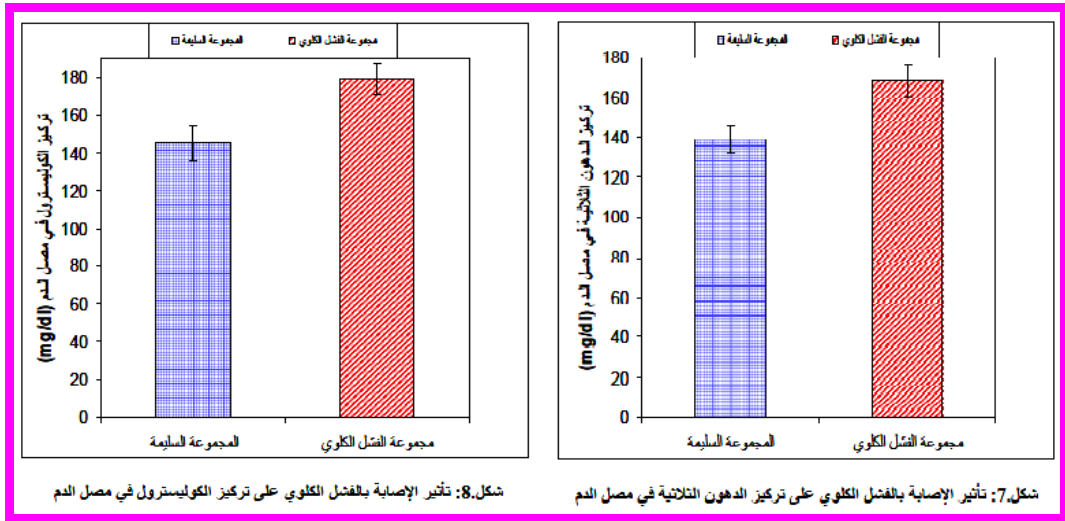 المجموعة السليمة
مجموعة الفشل الكلوي
تركيز الدهون الثلاثية في مصل الدم (mg/dl)
180
160
140
120
100
80
60
40
20
0
المجموعة السليمة
مجموعة الفشل الكلوي
شكل.7: تأثير الإصابة بالفشل الكلوي على تركيز الدهون الثلاثية في مصل الدم
المجموعة السليمة
مجموعة الفشل الكلوي
تركيز الكوليسترول في مصل الدم (mg/dl)
180
160
140
120
100
80
60
40
20
0
المجموعة السليمة
مجموعة الفشل الكلوي
شكل.8: تأثير الإصابة بالفشل الكلوي على تركيز الكوليسترول في مصل الدم